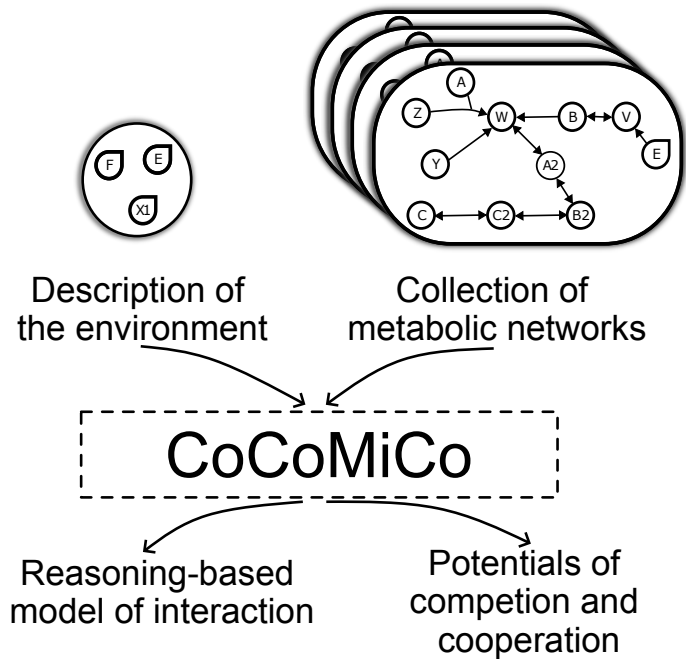 A
Z
W
B
V
F
E
Y
A2
E
X1
C
C2
B2
Description of
the environment
Collection of
metabolic networks
CoCoMiCo
Reasoning-based
model of interaction
Potentials of
competion and
cooperation